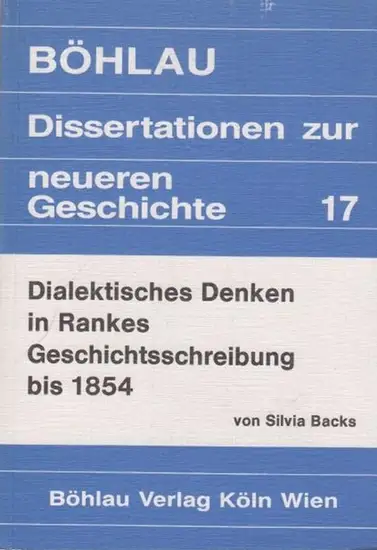 BÖHLAU
Dissertationen zur
neueren
Geschichte 17
Dialektisches Denken
in Rankes
Geschichtsschreibung
bis 1854
von Silvia Backs
Böhlau Verlag Köln Wien